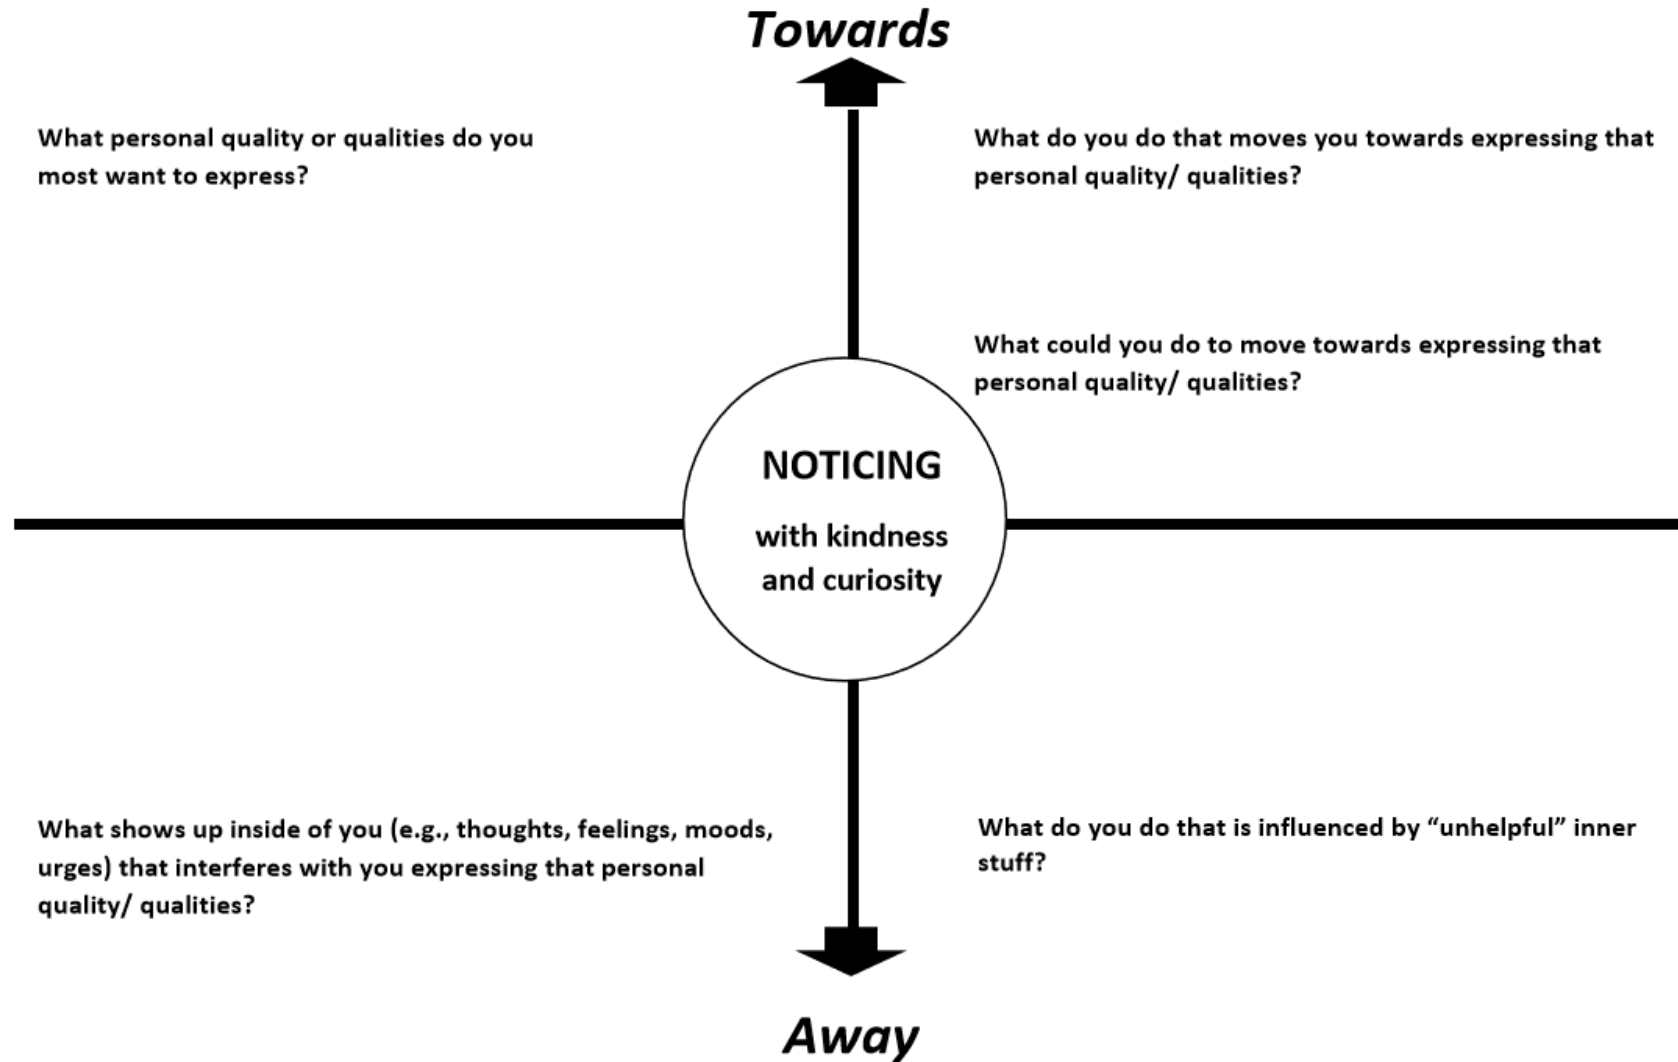 Towards
What personal quality or qualities do you
most want to express?
What do you do that moves you towards expressing that
personal quality/ qualities?
What could you do to move towards expressing that
personal quality/ qualities?
NOTICING
with kindness
and curiosity
What shows up inside of you (e.g., thoughts, feelings, moods,
urges) that interferes with you expressing that personal
quality/ qualities?
What do you do that is influenced by “unhelpful” inner
stuff?
Away